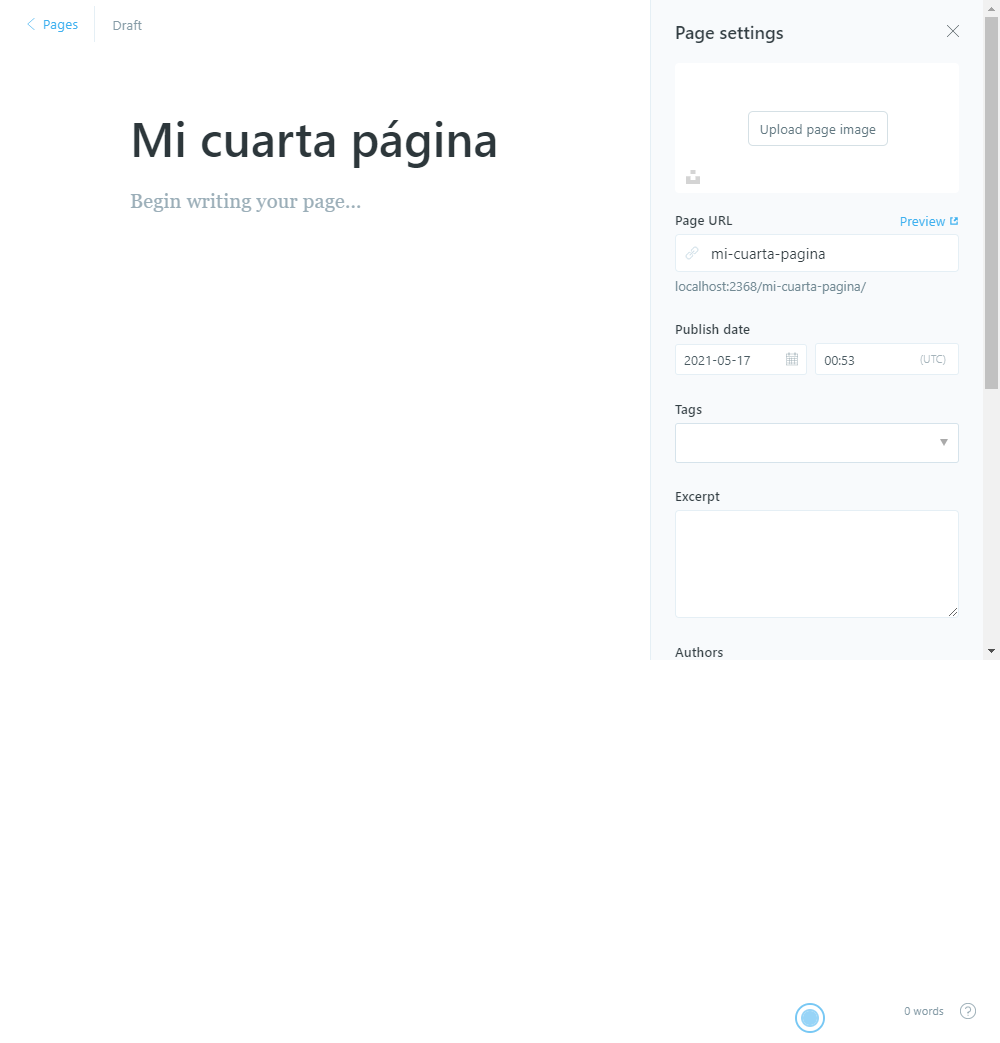 Pages
Draft
Page settings
Mi cuarta página
Begin writing your page...
Upload page image
Page URL
Preview
mi-cuarta-pagina
localhost:2368/mi-cuarta-pagina/
Publish date
2021-05-17
00:53
(UTC)
Tags
Excerpt
Authors
0 words
?